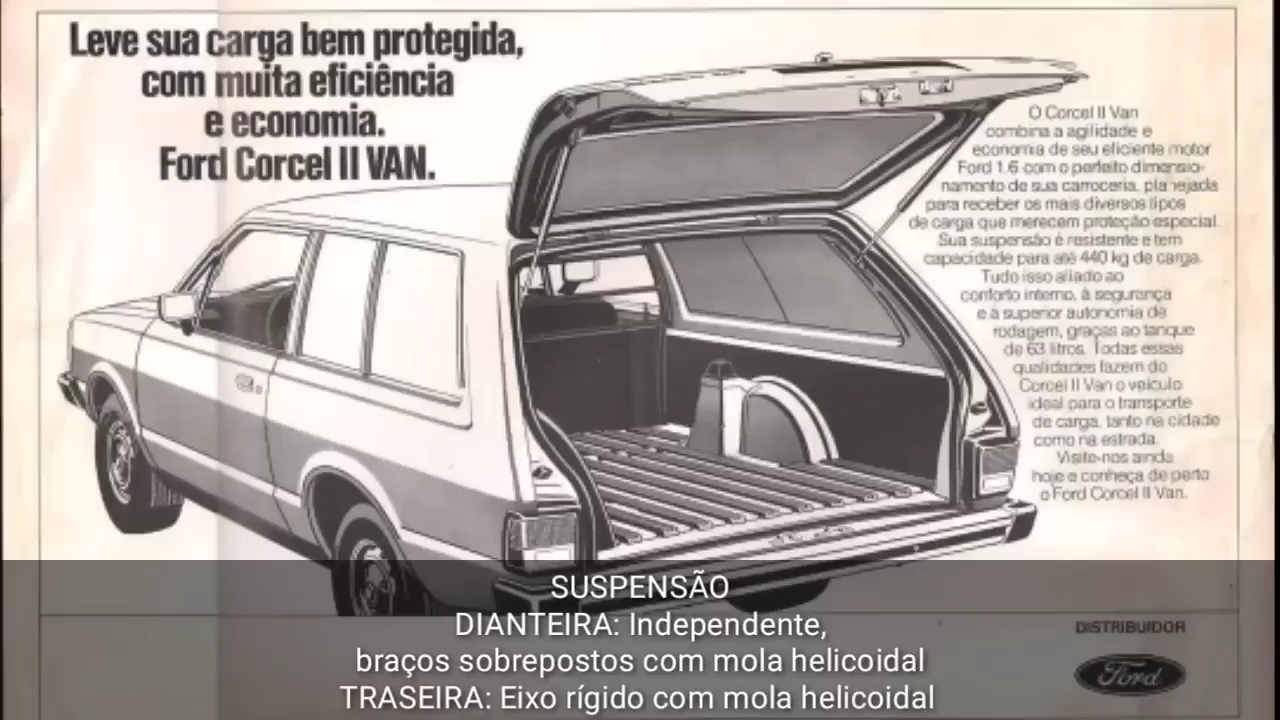 Leve sua carga bem protegida,
com muita eficiência
e economia.
Ford Corcel II VAN.
O Corcel II Van
combina a agilidade e
economia de seu eficiente motor
Ford 1.6 com o perfeito dimensio-
namento de sua carroceria, planejada
para receber os mais diversos tipos
de carga que merecem proteção especial.
Sua suspensão é resistente e tem
capacidade para até 440 kg de carga.
Tudo isso aliado ao
conforto interno, à segurança
e à superior autonomia de
rodagem, graças ao tanque
de 63 litros. Todas essas
qualidades fazem do
Corcel II Van o veículo
ideal para o transporte
de carga, tanto na cidade
como na estrada.
Visite-nos ainda
hoje e conheça de perto
o Ford Corcel II Van.
SUSPENSÃO
DIANTEIRA: Independente,
braços sobrepostos com mola helicoidal
TRASEIRA: Eixo rígido com mola helicoidal
DISTRIBUIDOR
Ford